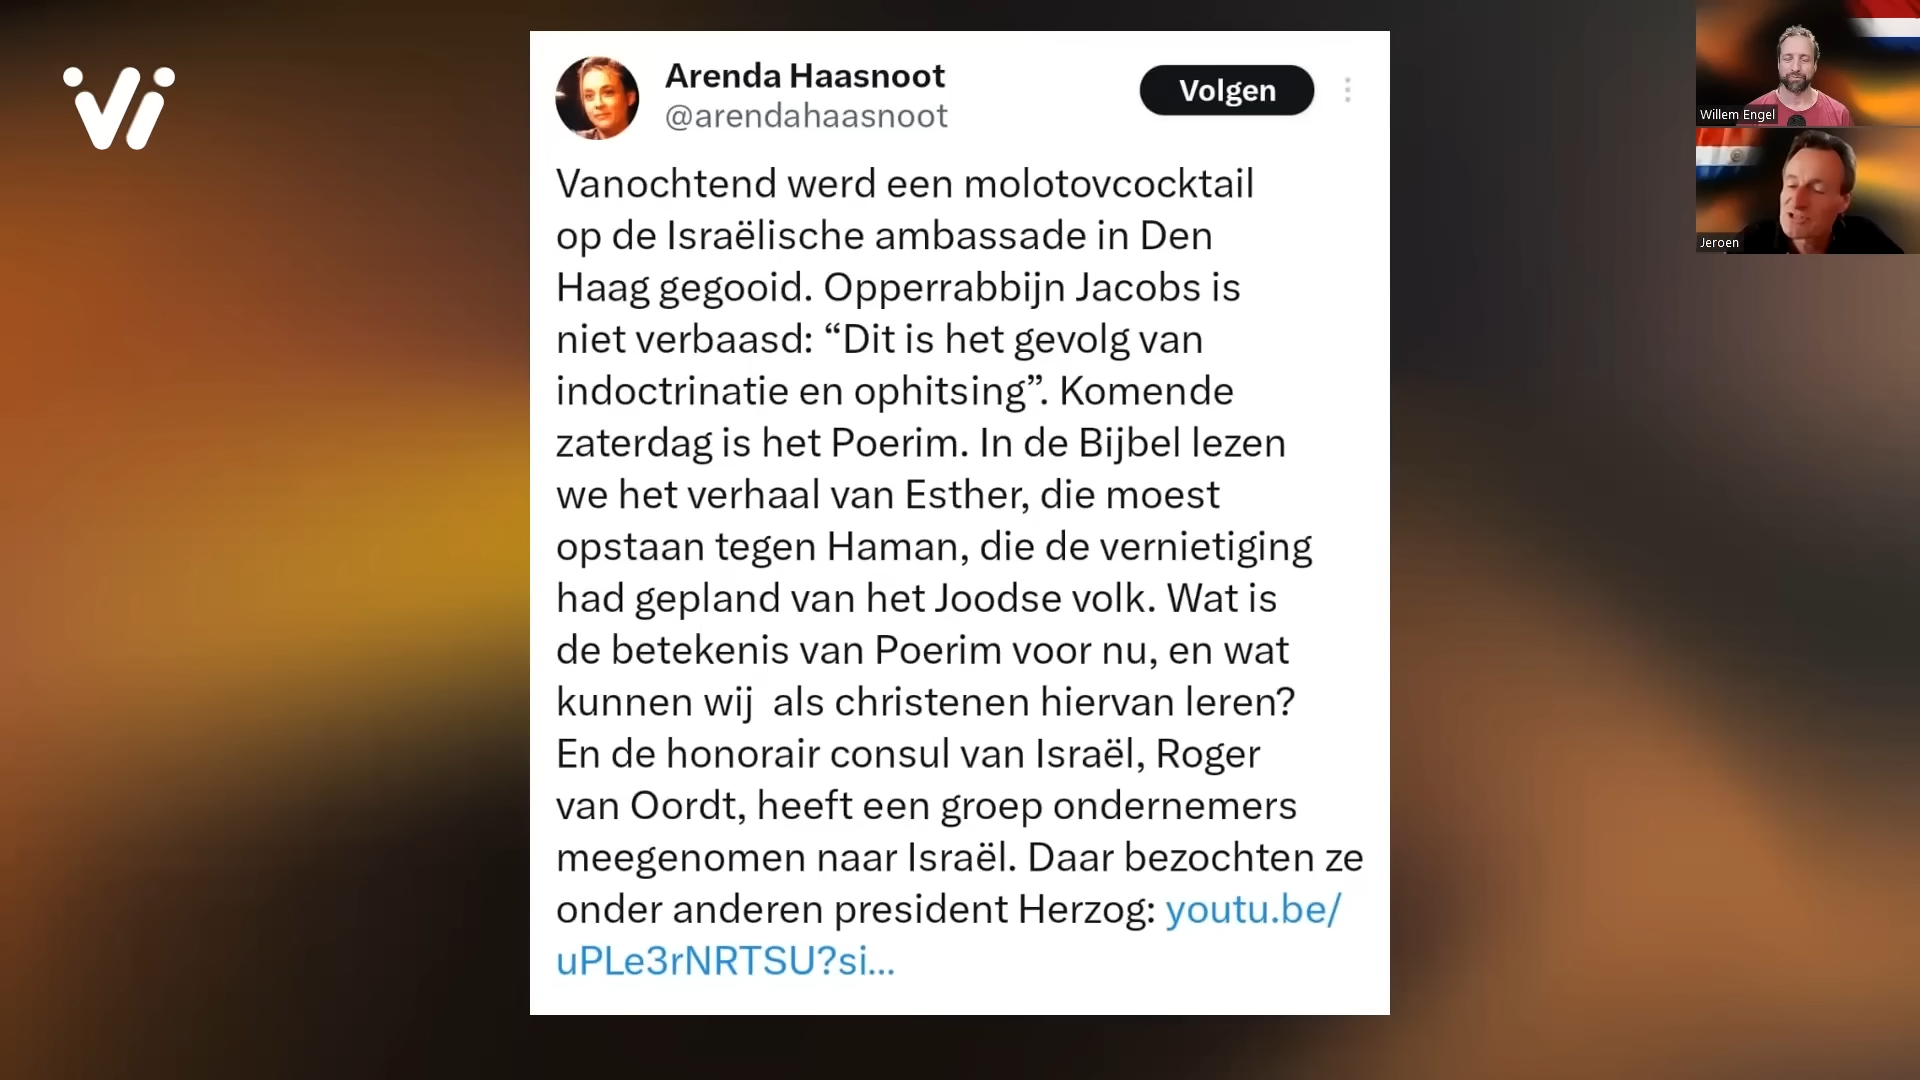 Vi
Arenda Haasnoot
@arendahaasnoot
Volgen
Vanochtend werd een molotovcocktail
op de Israëlische ambassade in Den
Haag gegooid. Opperrabbijn Jacobs is
niet verbaasd: “Dit is het gevolg van
indoctrinatie en ophitsing”. Komende
zaterdag is het Poerim. In de Bijbel lezen
we het verhaal van Esther, die moest
opstaan tegen Haman, die de vernietiging
had gepland van het Joodse volk. Wat is
de betekenis van Poerim voor nu, en wat
kunnen wij  als christenen hiervan leren?
En de honorair consul van Israël, Roger
van Oordt, heeft een groep ondernemers
meegenomen naar Israël. Daar bezochten ze
onder anderen president Herzog: youtu.be/
uPLe3rNRTSU?si...
Willem Engel
Jeroen